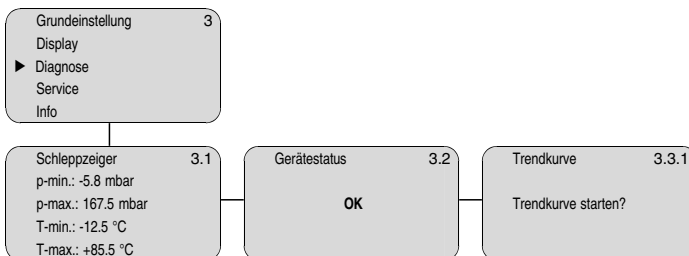 Grundeinstellung 3
Display
▶ Diagnose
Service
Info
Schleppzeiger 3.1
p-min.: -5.8 mbar
p-max.: 167.5 mbar
T-min.: -12.5 °C
T-max.: +85.5 °C
Gerätestatus 3.2
OK
Trendkurve 3.3.1
Trendkurve starten?